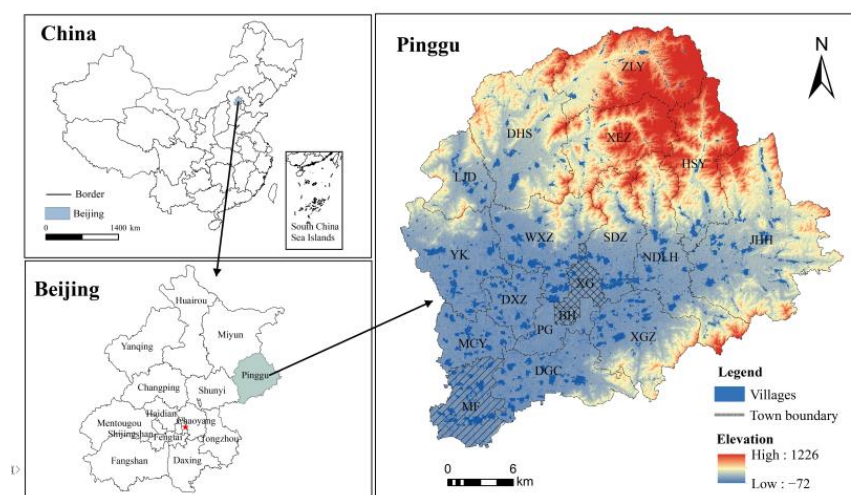 China
Border
Beijing
0 1400 km
South China
Sea Islands
Beijing
Huairou
Miyun
Yanqing
Pinggu
Changping
Shunyi
Haidian
Chaoyang
Mentougou
Shijingshan
Fengtai
Tongzhou
Fangshan
Daxing
Pinggu
N
ZLY
DHS
XEZ
HSY
LJD
WXZ
SDZ
JHH
YK
NDLH
XG
DXZ
BH
PG
MCY
XGZ
DGC
MF
Legend
Villages
Town boundary
Elevation
High : 1226
Low : −72
0 6
km